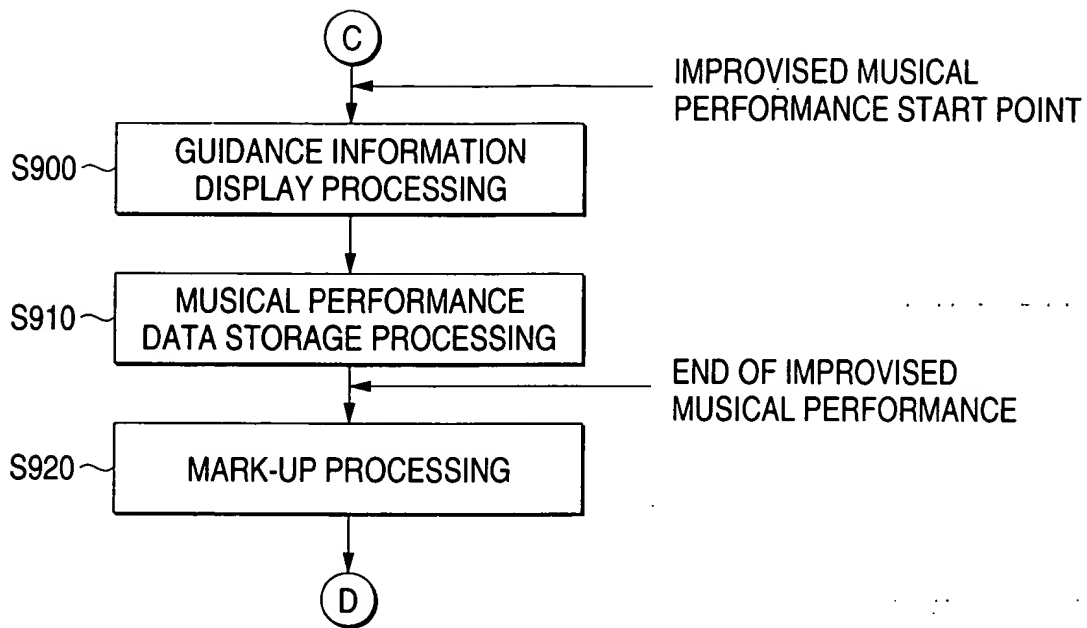 C
IMPROVISED MUSICAL
PERFORMANCE START POINT
S900
GUIDANCE INFORMATION
DISPLAY PROCESSING
S910
MUSICAL PERFORMANCE
DATA STORAGE PROCESSING
END OF IMPROVISED
MUSICAL PERFORMANCE
S920
MARK-UP PROCESSING
D